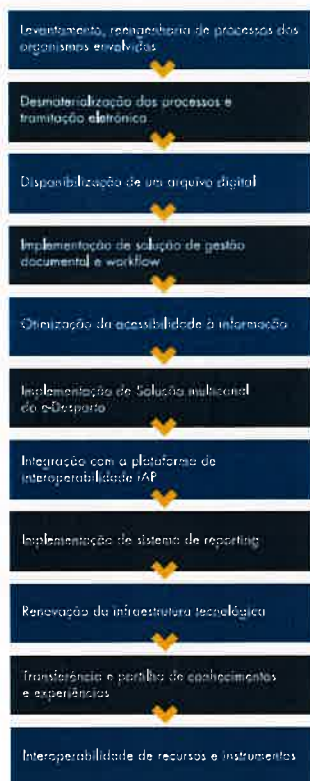 Levantamento, reengenharia de processos dos
organismos envolvidos
Desmaterialização dos processos e
tramitação eletrónica
Disponibilização de um arquivo digital
Implementação de solução de gestão
documental e workflow
Otimização da acessibilidade à informação
Implementação de Solução multicanal
do e-Desporto
Integração com a plataforma de
interoperabilidade iAP
Implementação de sistema de reporting
Renovação da infraestrutura tecnológica
Transferência e partilha de conhecimentos
e experiências
Interoperabilidade de recursos e instrumentos